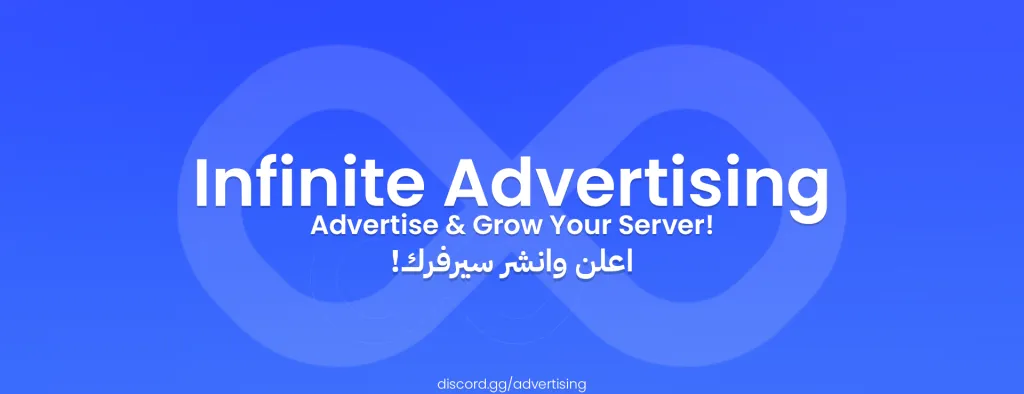 Infinite Advertising
Advertise & Grow Your Server!
اعلن وانشر سيرفرك!
discord.gg/advertising